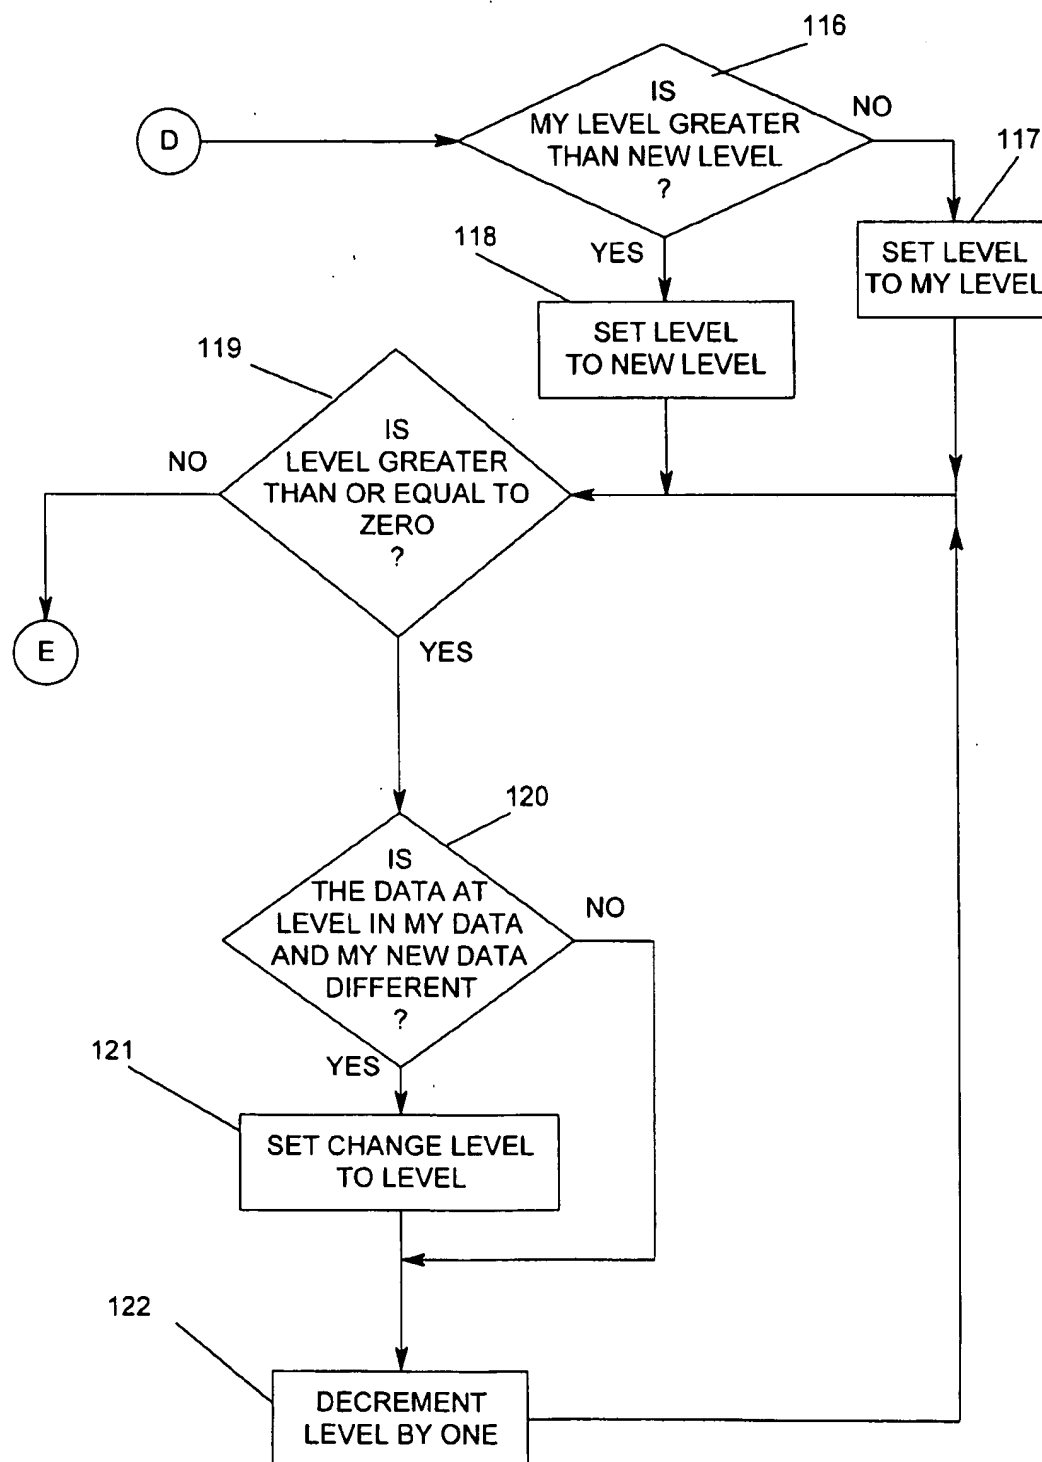 116
IS
MY LEVEL GREATER
THAN NEW LEVEL
?
NO
D
117
YES
118
SET LEVEL
TO MY LEVEL
SET LEVEL
TO NEW LEVEL
119
IS
LEVEL GREATER
THAN OR EQUAL TO
ZERO
?
NO
E
YES
120
IS
THE DATA AT
LEVEL IN MY DATA
AND MY NEW DATA
DIFFERENT
?
NO
YES
121
SET CHANGE LEVEL
TO LEVEL
122
DECREMENT
LEVEL BY ONE